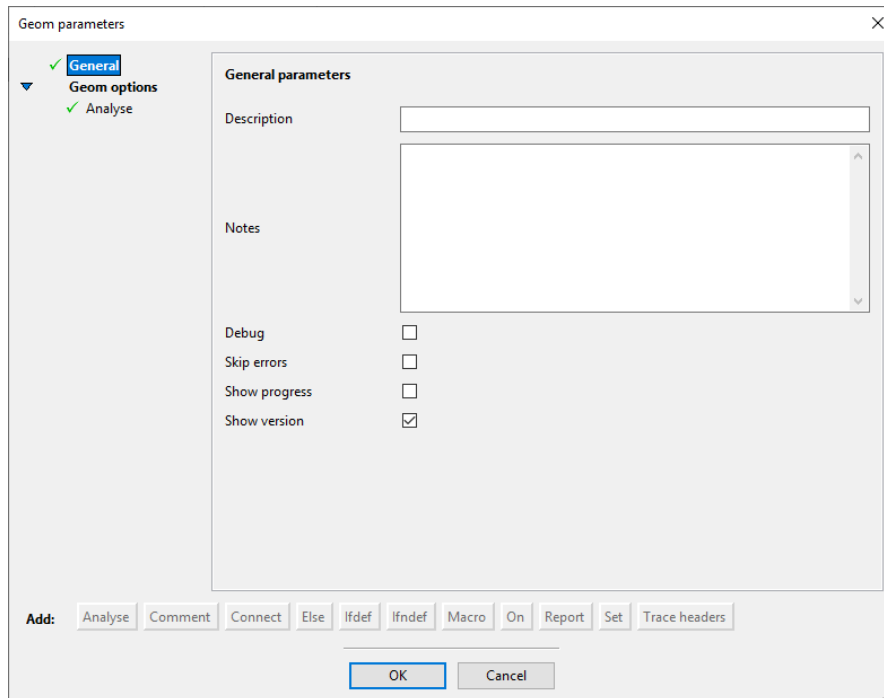 Geom parameters
General
Geom options
Analyse
General parameters
Description
Notes
Debug
Skip errors
Show progress
Show version
Add: Analyse Comment Connect Else Ifdef Ifndef Macro On Report Set Trace headers
OK Cancel